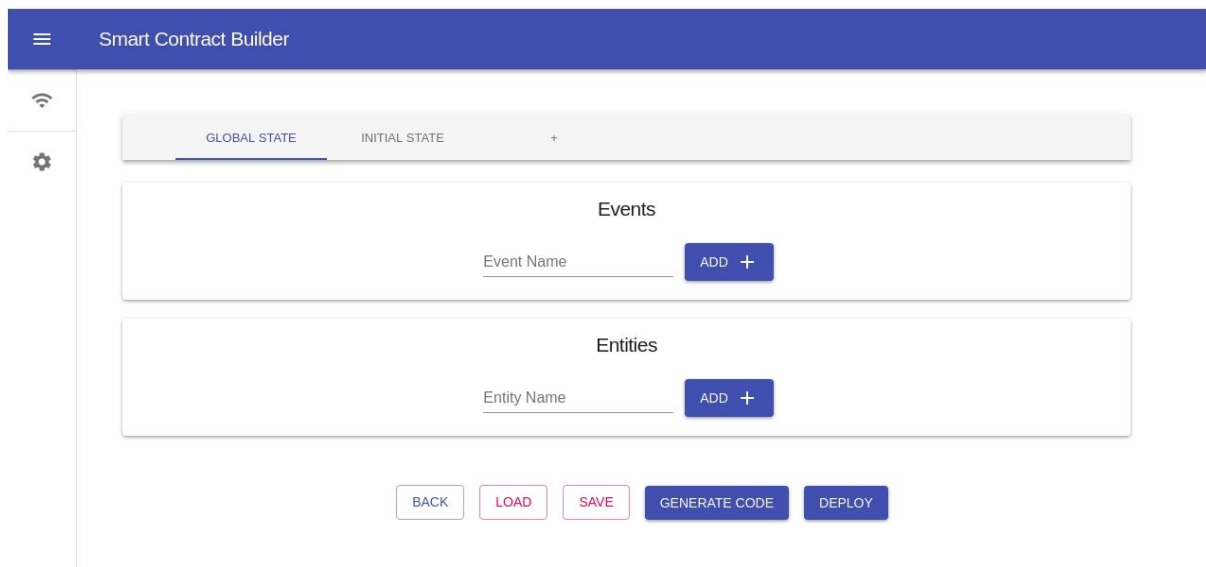 Smart Contract Builder
GLOBAL STATE INITIAL STATE +
Events
Event Name ADD +
Entities
Entity Name ADD +
BACK LOAD SAVE GENERATE CODE DEPLOY